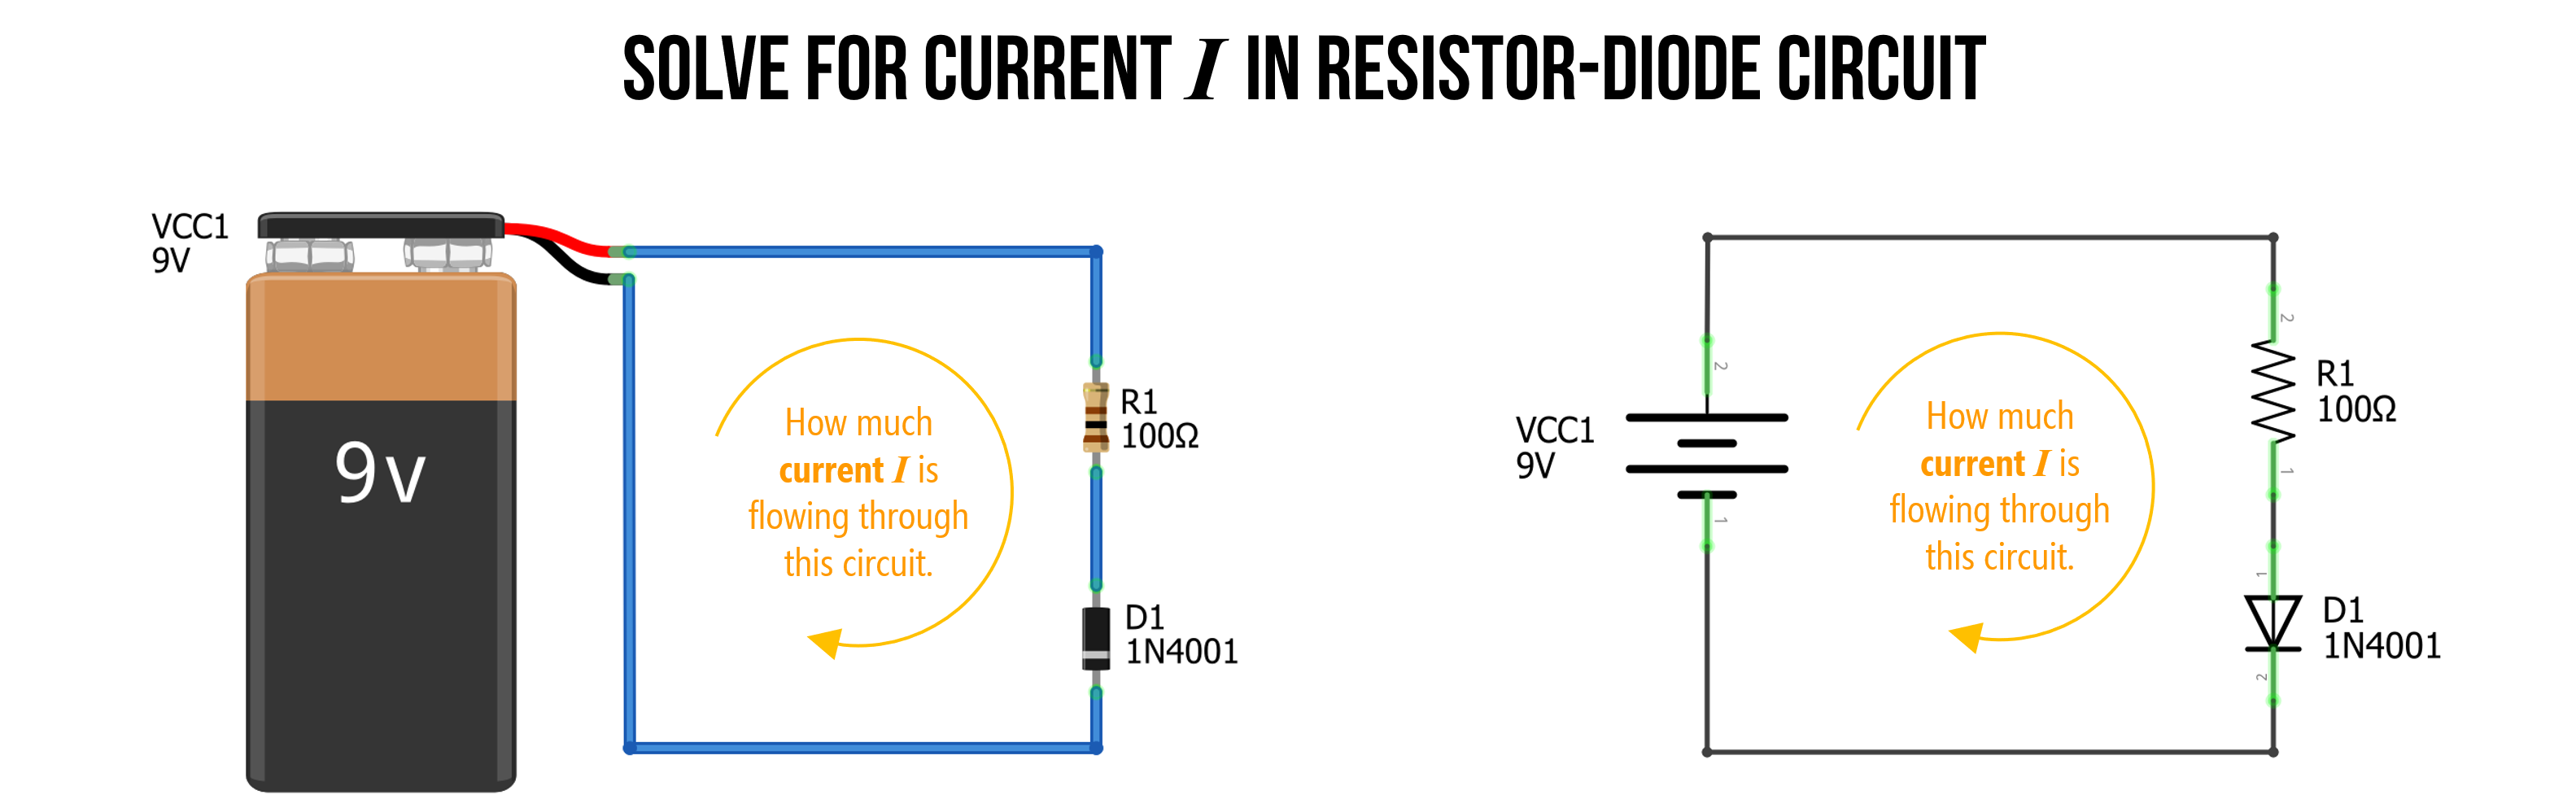 SOLVE FOR CURRENT I IN RESISTOR-DIODE CIRCUIT
VCC1
9V
9v
How much
current I is
flowing through
this circuit.
R1
100Ω
D1
1N4001
VCC1
9V
2
1
How much
current I is
flowing through
this circuit.
2
R1
100Ω
1
1
D1
1N4001
2